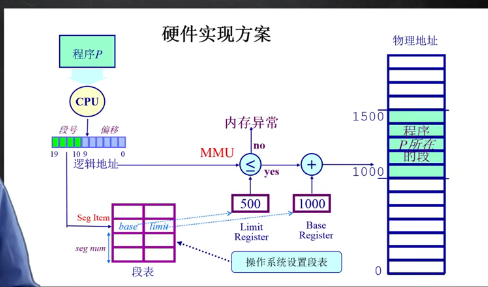 硬件实现方案
程序P
CPU
段号 偏移
19 10 9 0
逻辑地址
MMU
内存异常
no
≤
yes
+
500
1000
Limit
Register
Base
Register
Seg Item
base limit
seg num
段表
操作系统设置段表
物理地址
1500
程序
P所在
的段
1000
0